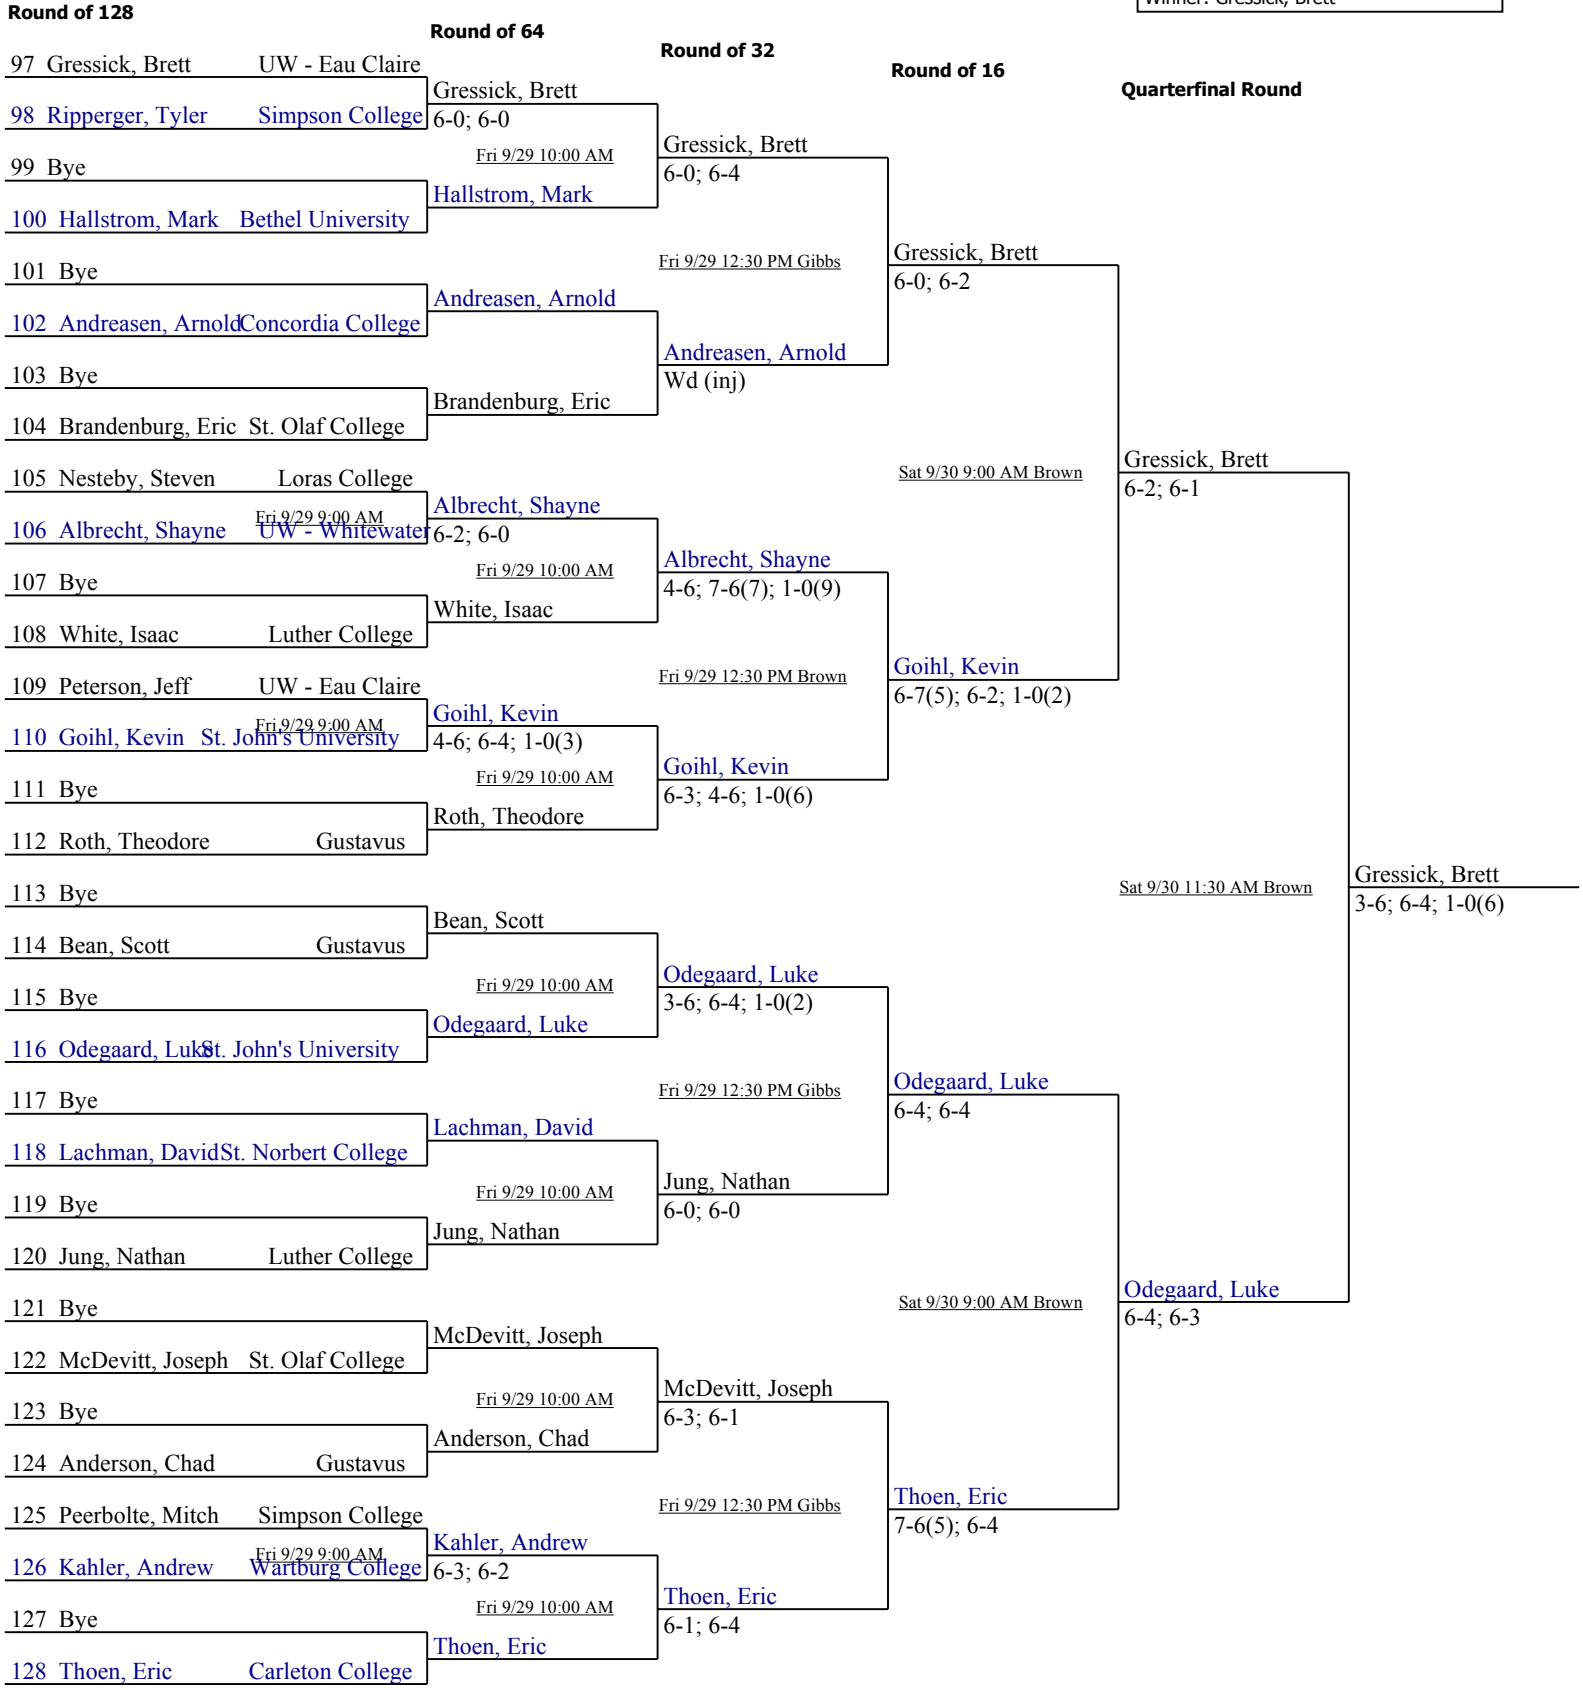 Winner: Gressick, Brett
Round of 128
Round of 64
Round of 32
Round of 16
Quarterfinal Round
97 Gressick, Brett UW - Eau Claire
98 Ripperger, Tyler Simpson College
99 Bye
100 Hallstrom, Mark Bethel University
101 Bye
102 Andreasen, Arnold Concordia College
103 Bye
104 Brandenburg, Eric St. Olaf College
105 Nesteby, Steven Loras College
Fri 9/29 9:00 AM
106 Albrecht, Shayne UW - Whitewater
107 Bye
108 White, Isaac Luther College
109 Peterson, Jeff UW - Eau Claire
Fri 9/29 9:00 AM
110 Goihl, Kevin St. John's University
111 Bye
112 Roth, Theodore Gustavus
113 Bye
114 Bean, Scott Gustavus
115 Bye
116 Odegaard, Luke St. John's University
117 Bye
118 Lachman, David St. Norbert College
119 Bye
120 Jung, Nathan Luther College
121 Bye
122 McDevitt, Joseph St. Olaf College
123 Bye
124 Anderson, Chad Gustavus
125 Peerbolte, Mitch Simpson College
Fri 9/29 9:00 AM
126 Kahler, Andrew Wartburg College
127 Bye
128 Thoen, Eric Carleton College
Gressick, Brett
6-0; 6-0
Fri 9/29 10:00 AM
Hallstrom, Mark
Andreasen, Arnold
Brandenburg, Eric
Albrecht, Shayne
6-2; 6-0
Fri 9/29 10:00 AM
White, Isaac
Goihl, Kevin
4-6; 6-4; 1-0(3)
Fri 9/29 10:00 AM
Roth, Theodore
Bean, Scott
Fri 9/29 10:00 AM
Odegaard, Luke
Lachman, David
Fri 9/29 10:00 AM
Jung, Nathan
McDevitt, Joseph
Fri 9/29 10:00 AM
Anderson, Chad
Kahler, Andrew
6-3; 6-2
Fri 9/29 10:00 AM
Thoen, Eric
Gressick, Brett
6-0; 6-4
Fri 9/29 12:30 PM Gibbs
Andreasen, Arnold
Wd (inj)
Albrecht, Shayne
4-6; 7-6(7); 1-0(9)
Fri 9/29 12:30 PM Brown
Goihl, Kevin
6-3; 4-6; 1-0(6)
Odegaard, Luke
3-6; 6-4; 1-0(2)
Fri 9/29 12:30 PM Gibbs
Jung, Nathan
6-0; 6-0
McDevitt, Joseph
6-3; 6-1
Fri 9/29 12:30 PM Gibbs
Thoen, Eric
6-1; 6-4
Gressick, Brett
6-0; 6-2
Sat 9/30 9:00 AM Brown
Goihl, Kevin
6-7(5); 6-2; 1-0(2)
Odegaard, Luke
6-4; 6-4
Sat 9/30 9:00 AM Brown
Thoen, Eric
7-6(5); 6-4
Gressick, Brett
6-2; 6-1
Sat 9/30 11:30 AM Brown
Odegaard, Luke
6-4; 6-3
Gressick, Brett
3-6; 6-4; 1-0(6)